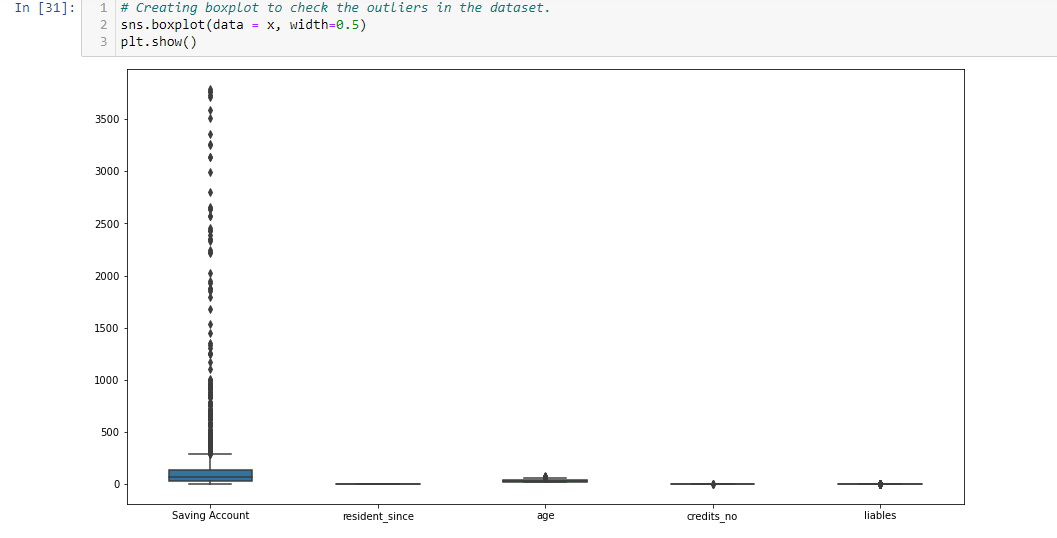 In [31]:
1 # Creating boxplot to check the outliers in the dataset.
2 sns.boxplot(data = x, width=0.5)
3 plt.show()
3500
3000
2500
2000
1500
1000
500
0
Saving Account resident_since age credits_no liables